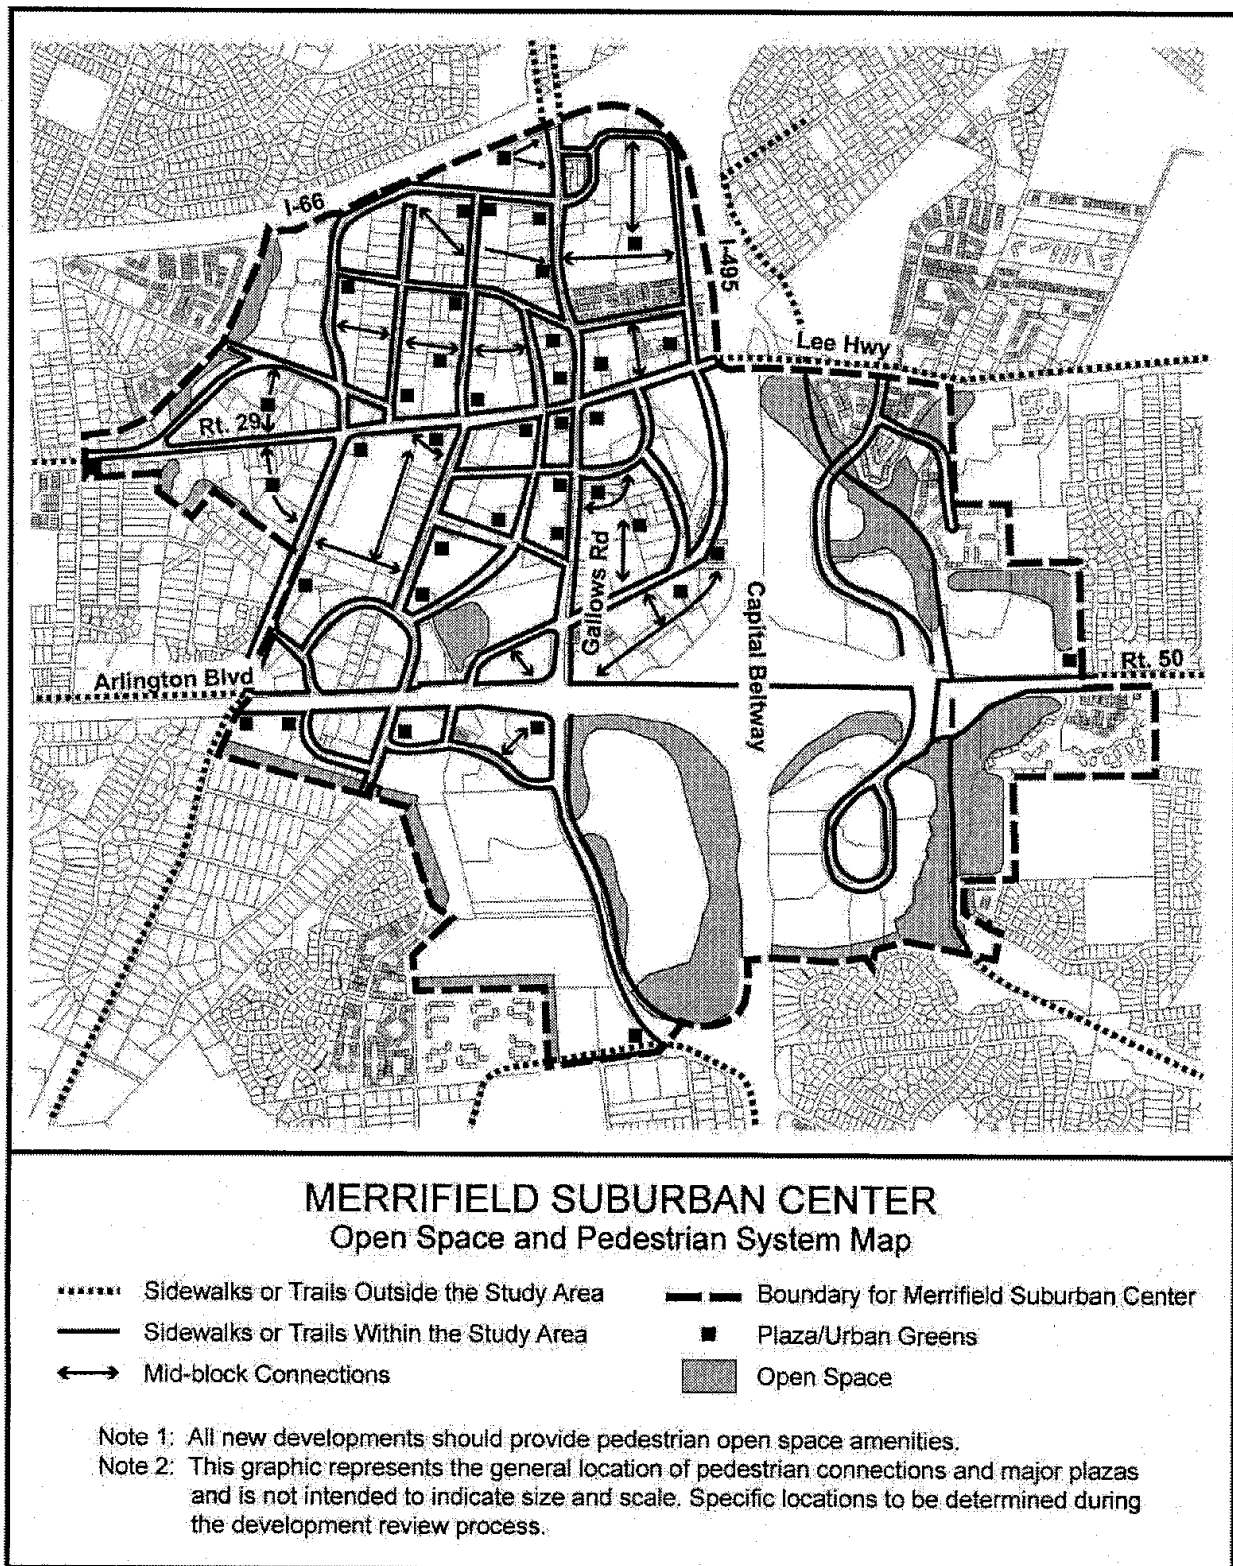 I-66
I-495
Lee Hwy
Rt. 29
Gallows Rd
Capital Beltway
Arlington Blvd
Rt. 50
MERRIFIELD SUBURBAN CENTER
Open Space and Pedestrian System Map
Sidewalks or Trails Outside the Study Area
Boundary for Merrifield Suburban Center
Sidewalks or Trails Within the Study Area
Plaza/Urban Greens
Mid-block Connections
Open Space
Note 1: All new developments should provide pedestrian open space amenities.
Note 2: This graphic represents the general location of pedestrian connections and major plazas
and is not intended to indicate size and scale. Specific locations to be determined during
the development review process.